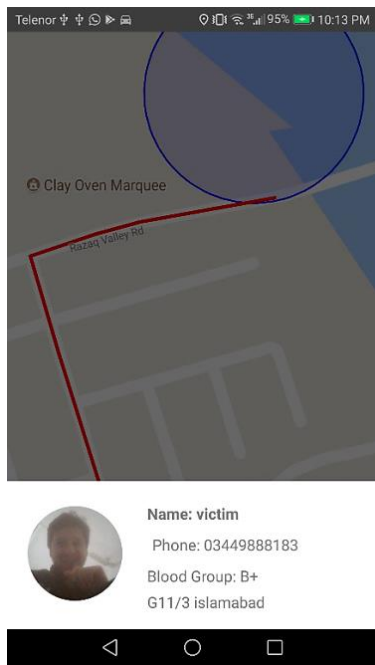 Telenor 95% 10:13 PM
Clay Oven Marquee
Razaq Valley Rd
Name: victim
Phone: 03449888183
Blood Group: B+
G11/3 islamabad